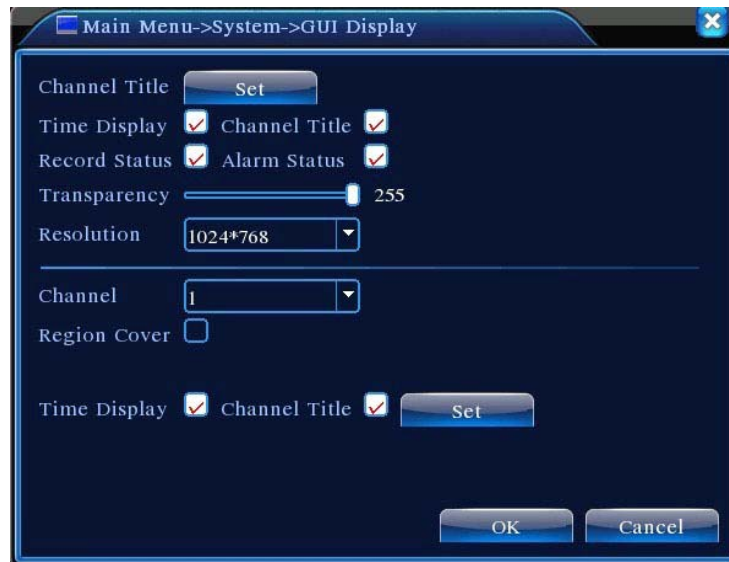 Main Menu->System->GUI Display
Channel Title Set
Time Display Channel Title
Record Status Alarm Status
Transparency 255
Resolution 1024*768
Channel 1
Region Cover
Time Display Channel Title Set
OK Cancel